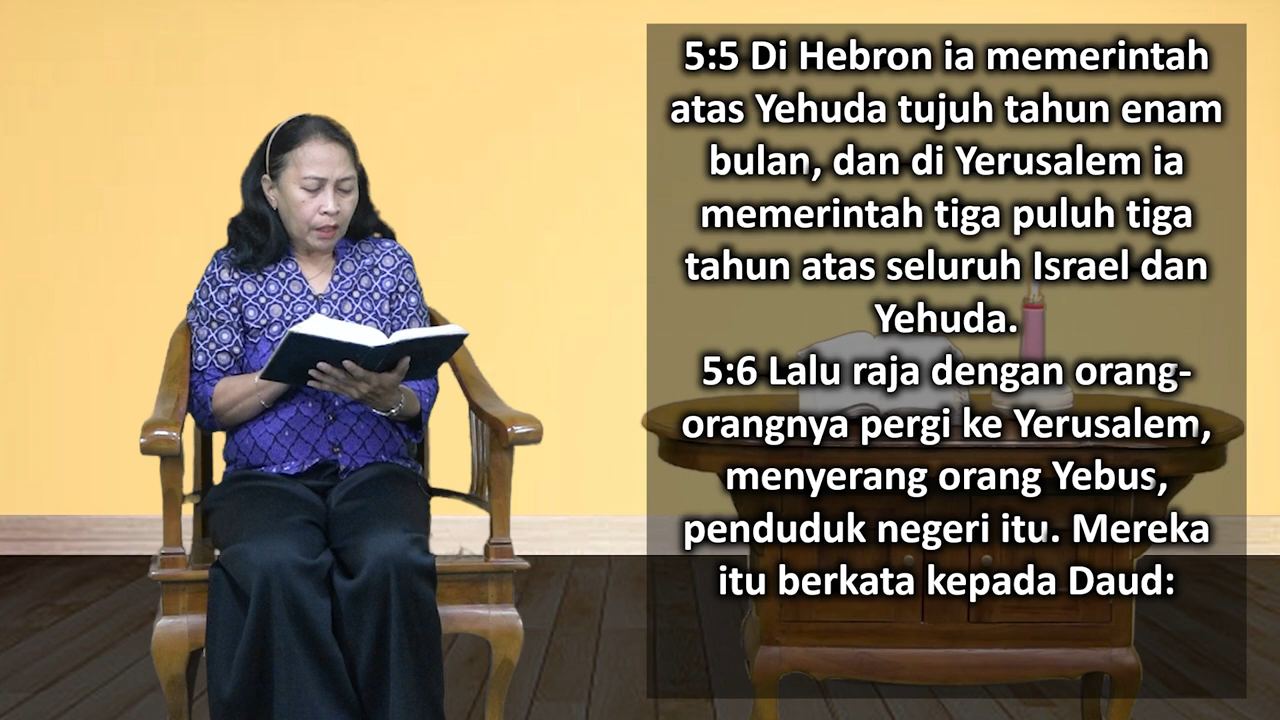 5:5 Di Hebron ia memerintah
atas Yehuda tujuh tahun enam
bulan, dan di Yerusalem ia
memerintah tiga puluh tiga
tahun atas seluruh Israel dan
Yehuda.
5:6 Lalu raja dengan orang-
orangnya pergi ke Yerusalem,
menyerang orang Yebus,
penduduk negeri itu. Mereka
itu berkata kepada Daud: